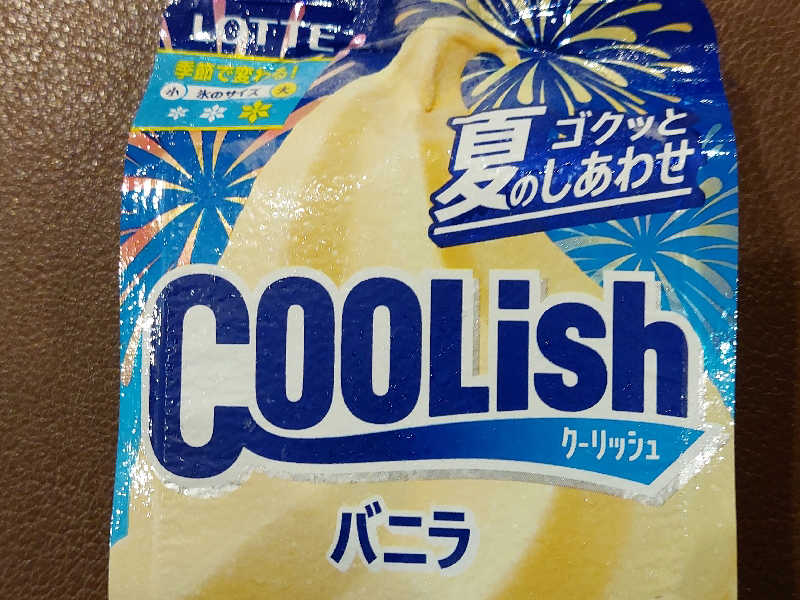 LOTTE
季節で変わる!
小 氷のサイズ 大
ゴクッと
夏のしあわせ
COOLish
クーリッシュ
バニラ